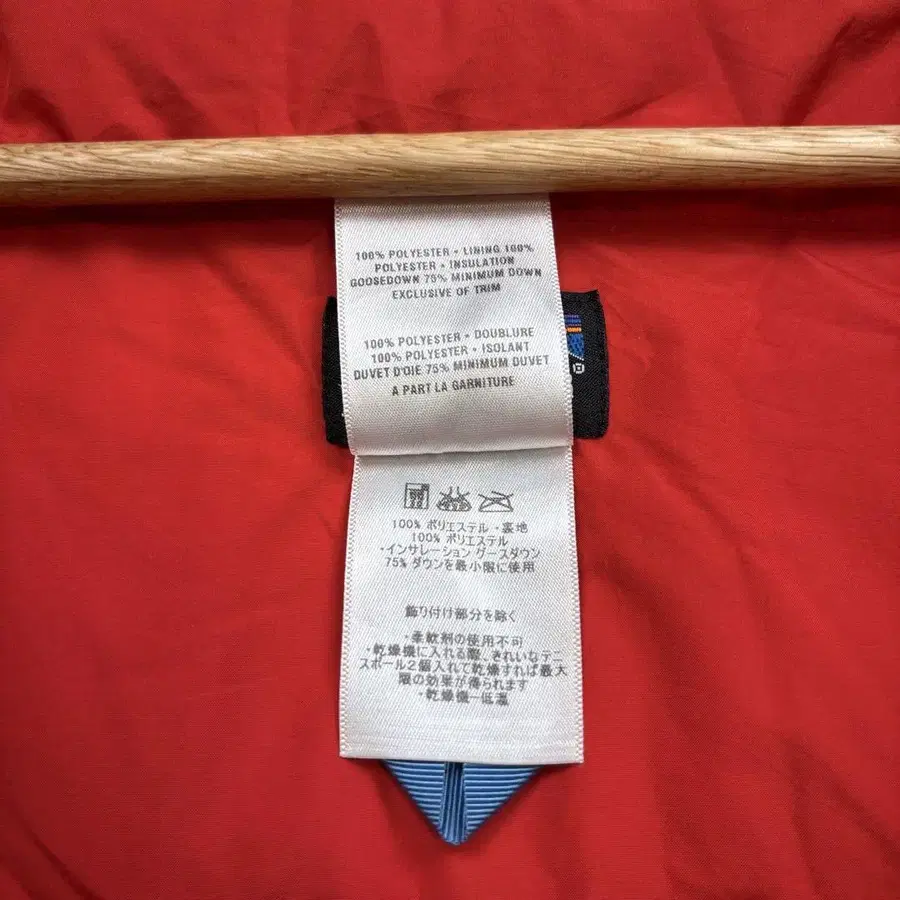 100% POLYESTER • LINING 100%
POLYESTER • INSULATION
GOOSEDOWN 75% MINIMUM DOWN
EXCLUSIVE OF TRIM
100% POLYESTER • DOUBLURE
100% POLYESTER • ISOLANT
DUVET D'OIE 75% MINIMUM DUVET
A PART LA GARNITURE
®
100% ポリエステル・裏地
100% ポリエステル
・インサレーション グースダウン
75% ダウンを最小限に使用
飾り付け部分を除く
・柔軟剤の使用不可
・乾燥機に入れる際、きれいなテニ
スボール2個入れて乾燥すれば最大
限の効果が得られます
・乾燥機−低温